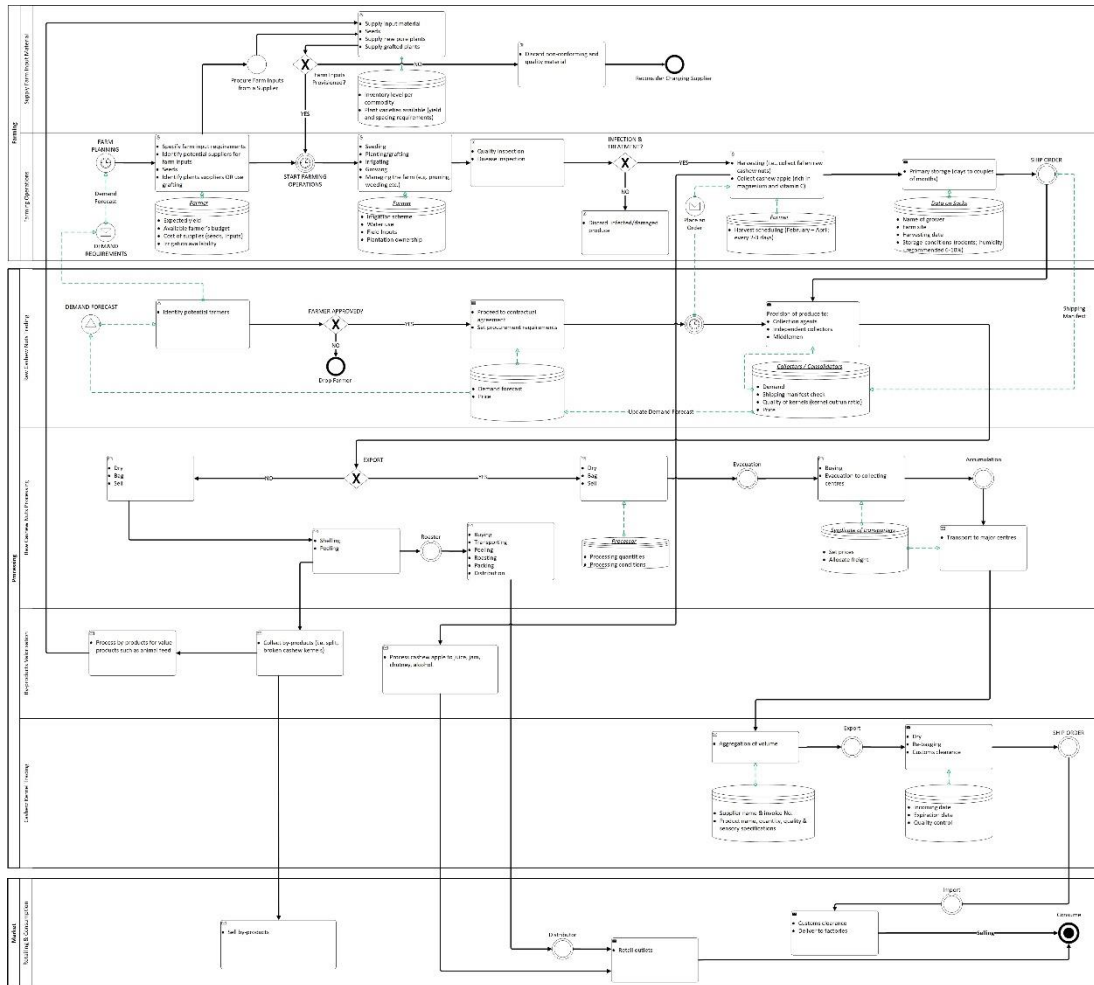 Farming
Supply Farm Input Material
Supply input material
Seeds
Supply new pure plants
Supply grafted plants
Procure Farm Inputs
from a Supplier
Farm Inputs
Provisions?
NO
YES
Inventory level per
commodity
Plant varieties available (yield
and spacing requirements)
Discard non-conforming and
quality material
Reconsider Changing Supplier
Farming Operations
FARM
PLANNING
Demand
Forecast
DEMAND
REQUIREMENTS
Specify farm input requirements
Identify potential suppliers for
farm inputs
Seeds
Identify plants suppliers OR use
grafting
Farmer
Expected yield
Available farmer's budget
Cost of supplies (seeds, inputs)
Irrigation availability
START FARMING
OPERATIONS
Seeding
Planting/grafting
Irrigating
Growing
Managing the farm (e.g. pruning,
weeding etc.)
Farmer
Irrigation scheme
Water use
Field inputs
Plantation ownership
Quality inspection
Disease inspection
INFECTION &
TREATMENT?
YES
NO
Discard infected/damaged
produce
Harvesting (i.e., collect fallen raw
cashew nuts)
Collect cashew apple (rich in
magnesium and vitamin C)
Place an
Order
Farmer
Harvest scheduling (February – April;
every 2-3 days)
Primary storage (days to couple
of months)
SHIP ORDER
Data on sacks
Name of grower
Farm site
Harvesting date
Storage conditions (rodents; humidity
Shipping
Manifest
Raw Cashew Nuts Trading
DEMAND FORECAST
Identify potential farmers
FARMER APPROVED?
YES
NO
Drop Farmer
Proceed to contractual
agreement
Set procurement requirements
Demand forecast
Price
Provision of produce to:
Collection agents
Independent collectors
Middlemen
Collectors / Consolidators
Demand
Shipping manifest check
Quality of kernels (kernel outrun ratio)
Price
Update Demand Forecast
Processing
Raw Cashew Nuts Processing
Dry
Bag
Sell
NO
EXPORT
YES
Dry
Bag
Sell
Processor
Processing quantities
Processing conditions
Evacuation
Buying
Evacuation to collecting
centres
Accumulation
Set prices
Allocate freight
Transport to major centres
Shelling
Peeling
Roaster
Buying
Transporting
Peeling
Roasting
Packing
Distribution
By-products Valorisation
Process by-products for value
products such as animal feed
Collect by-products (i.e. split,
broken cashew kernels)
Process cashew apple to juice, jam,
chutney, alcohol
Cashew Kernel Trading
Aggregation of volume
Supplier name & Invoice No.
Product name, quantity, quality &
sensory specifications
Export
Dry
Re-bagging
Customs clearance
Incoming date
Expiration date
Quality control
SHIP ORDER
Market
Retailing & Consumption
Sell by-products
Distributor
Retail outlets
Import
Customs clearance
Deliver to factories
Selling
Consume